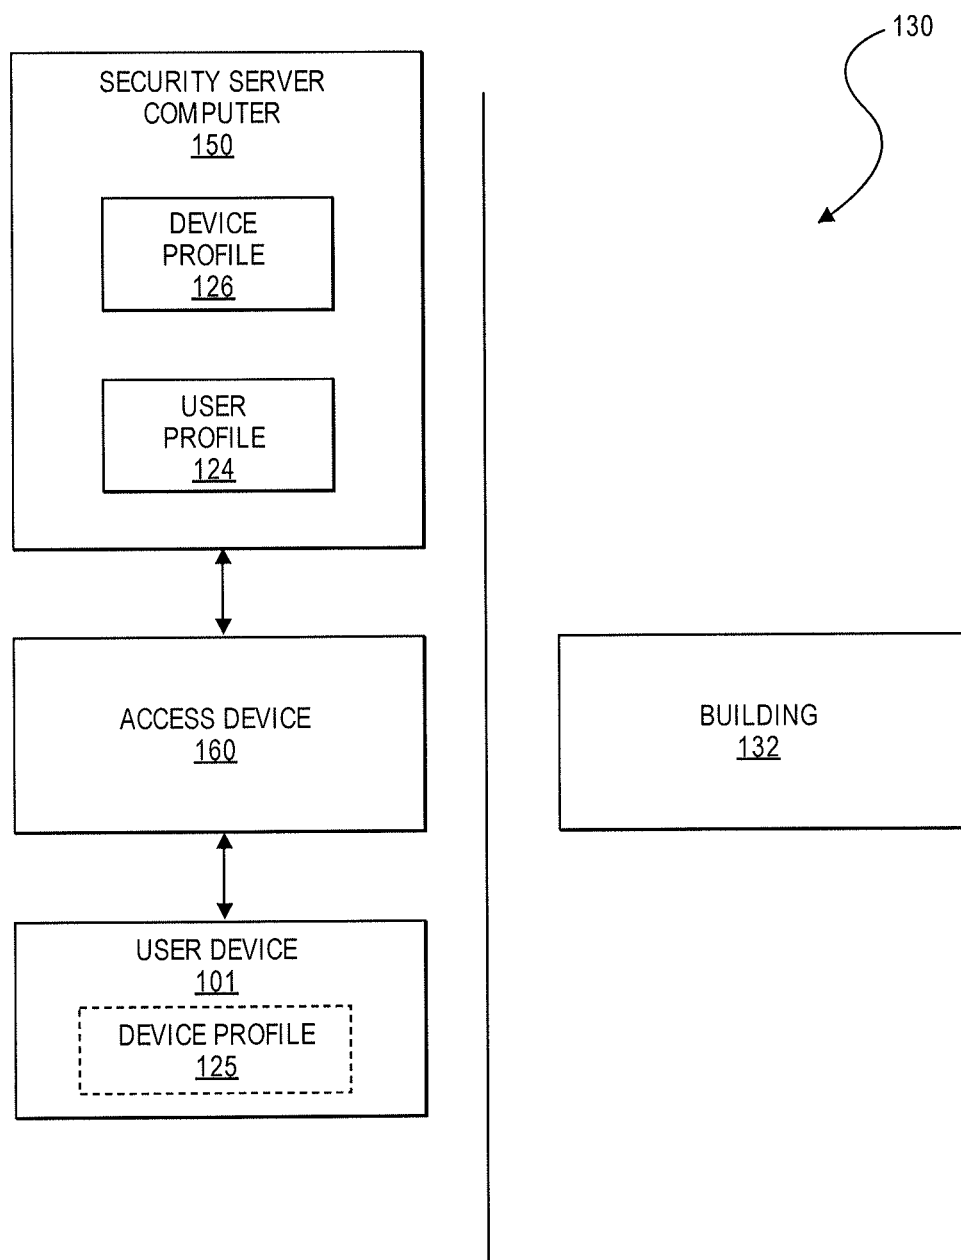 130
SECURITY SERVER
COMPUTER
150
DEVICE
PROFILE
126
USER
PROFILE
124
ACCESS DEVICE
160
BUILDING
132
USER DEVICE
101
DEVICE PROFILE
125